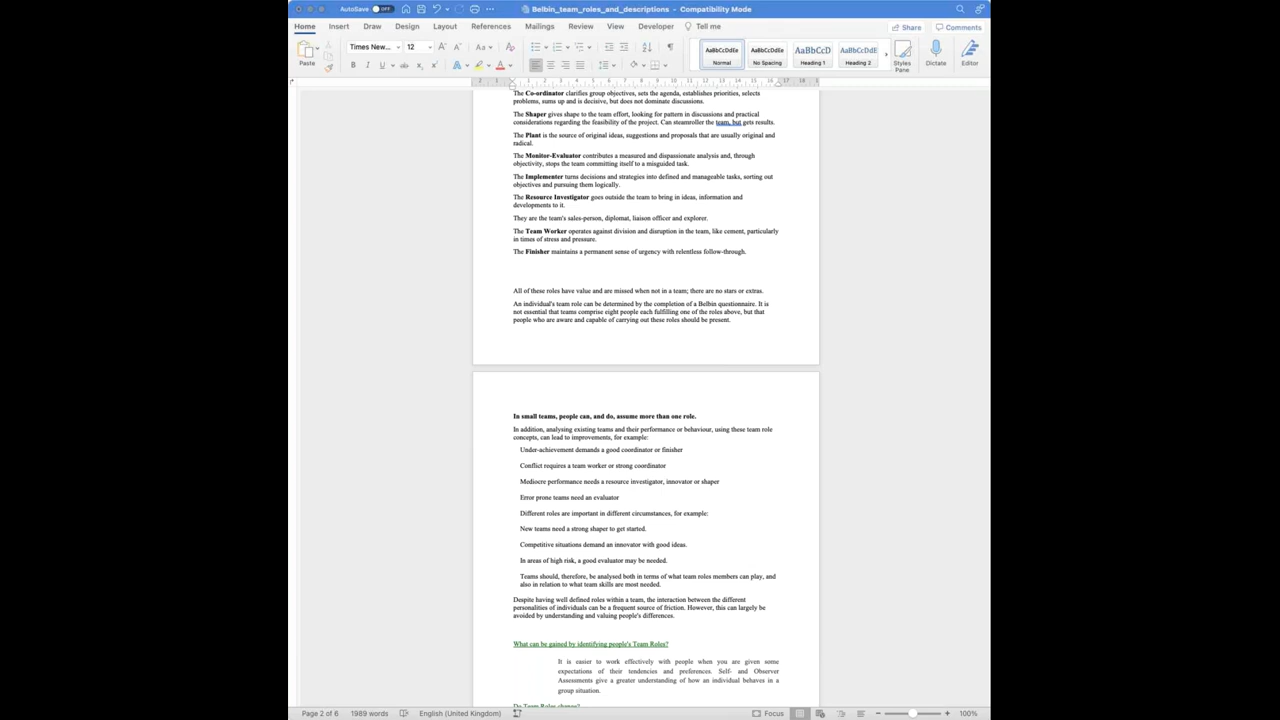 AutoSave OFF Belbin_team_roles_and_descriptions - Compatibility Mode
Home Insert Draw Design Layout References Mailings Review View Developer Tell me Share Comments
Paste Times New... 12 AaBbCcDdEe Normal AaBbCcDdEe No Spacing AaBbCcD Heading 1 AaBbCcDdE Heading 2 Styles Pane Dictate Editor
2 1 1 2 3 4 5 6 7 8 9 10 11 12 13 14 15 16 17 18
The Co-ordinator clarifies group objectives, sets the agenda, establishes priorities, selects
problems, sums up and is decisive, but does not dominate discussions.
The Shaper gives shape to the team effort, looking for pattern in discussions and practical
considerations regarding the feasibility of the project. Can steamroller the team, but gets results.
The Plant is the source of original ideas, suggestions and proposals that are usually original and
radical.
The Monitor-Evaluator contributes a measured and dispassionate analysis and, through
objectivity, stops the team committing itself to a misguided task.
The Implementer turns decisions and strategies into defined and manageable tasks, sorting out
objectives and pursuing them logically.
The Resource Investigator goes outside the team to bring in ideas, information and
developments to it.
They are the team's sales-person, diplomat, liaison officer and explorer.
The Team Worker operates against division and disruption in the team, like cement, particularly
in times of stress and pressure.
The Finisher maintains a permanent sense of urgency with relentless follow-through.
All of these roles have value and are missed when not in a team; there are no stars or extras.
An individual's team role can be determined by the completion of a Belbin questionnaire. It is
not essential that teams comprise eight people each fulfilling one of the roles above, but that
people who are aware and capable of carrying out these roles should be present.
In small teams, people can, and do, assume more than one role.
In addition, analysing existing teams and their performance or behaviour, using these team role
concepts, can lead to improvements, for example:
Under-achievement demands a good coordinator or finisher
Conflict requires a team worker or strong coordinator
Mediocre performance needs a resource investigator, innovator or shaper
Error prone teams need an evaluator
Different roles are important in different circumstances, for example:
New teams need a strong shaper to get started.
Competitive situations demand an innovator with good ideas.
In areas of high risk, a good evaluator may be needed.
Teams should, therefore, be analysed both in terms of what team roles members can play, and
also in relation to what team skills are most needed.
Despite having well defined roles within a team, the interaction between the different
personalities of individuals can be a frequent source of friction. However, this can largely be
avoided by understanding and valuing people's differences.
What can be gained by identifying people's Team Roles?
It is easier to work effectively with people when you are given some
expectations of their tendencies and preferences. Self- and Observer
Assessments give a greater understanding of how an individual behaves in a
group situation.
Do Team Roles change?
Page 2 of 6 1989 words English (United Kingdom) Focus 100%